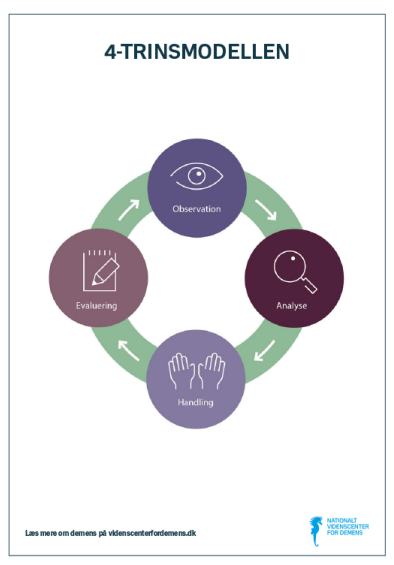 4-TRINSMODELLEN
Observation
Evaluering
Analyse
Handling
Læs mere om demens på videnscenterfordemens.dk
NATIONALT
VIDENSCENTER
FOR DEMENS